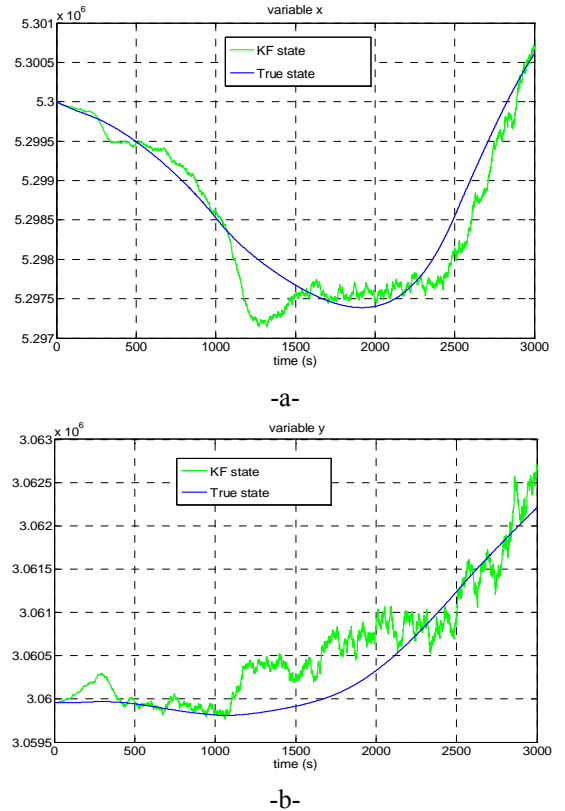 x 10^6
variable x
5.301
5.3005
5.3
5.2995
5.299
5.2985
5.298
5.2975
5.297
KF state
True state
0 500 1000 1500 2000 2500 3000
time (s)
-a-
x 10^6
variable y
3.063
3.0625
3.062
3.0615
3.061
3.0605
3.06
3.0595
KF state
True state
0 500 1000 1500 2000 2500 3000
time (s)
-b-